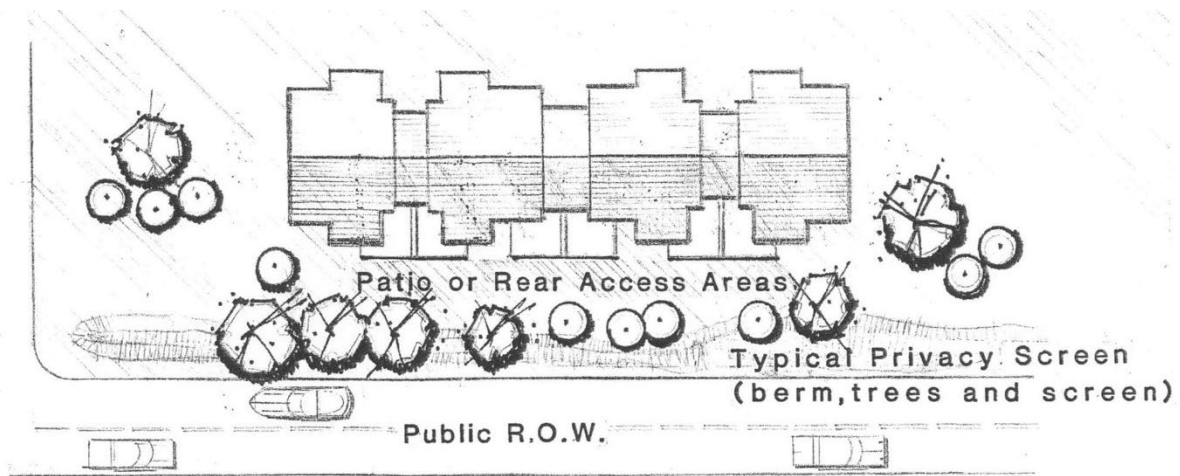 Patio or Rear Access Areas
Typical Privacy Screen
(berm,trees and screen)
Public R.O.W.